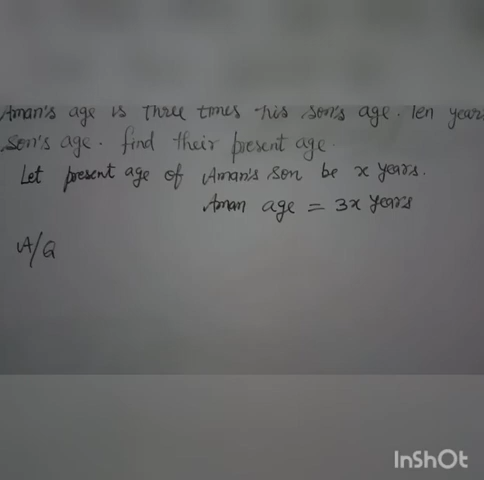 Aman's age is three times his son's age. Ten year
son's age. find their present age.
Let present age of Aman's son be x years.
Aman age = 3x years
A/Q
InShOt